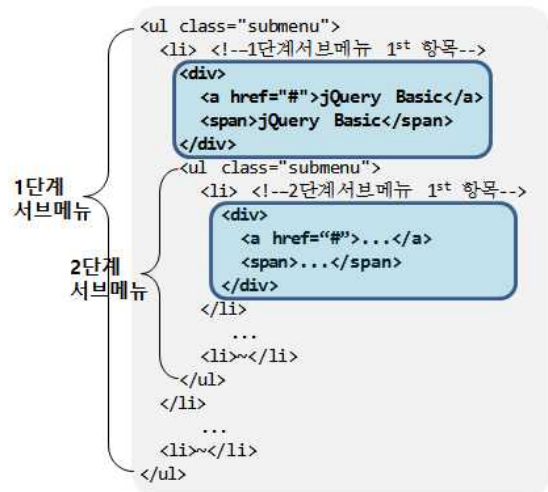 <ul class="submenu">
<li> <!--1단계서브메뉴 1st 항목-->
<div>
<a href="#">jQuery Basic</a>
<span>jQuery Basic</span>
</div>
<ul class="submenu">
<li> <!--2단계서브메뉴 1st 항목-->
<div>
<a href=“#”>...</a>
<span>...</span>
</div>
</li>
...
<li>~</li>
</ul>
</li>
...
<li>~</li>
</ul>
1단계
서브메뉴
2단계
서브메뉴